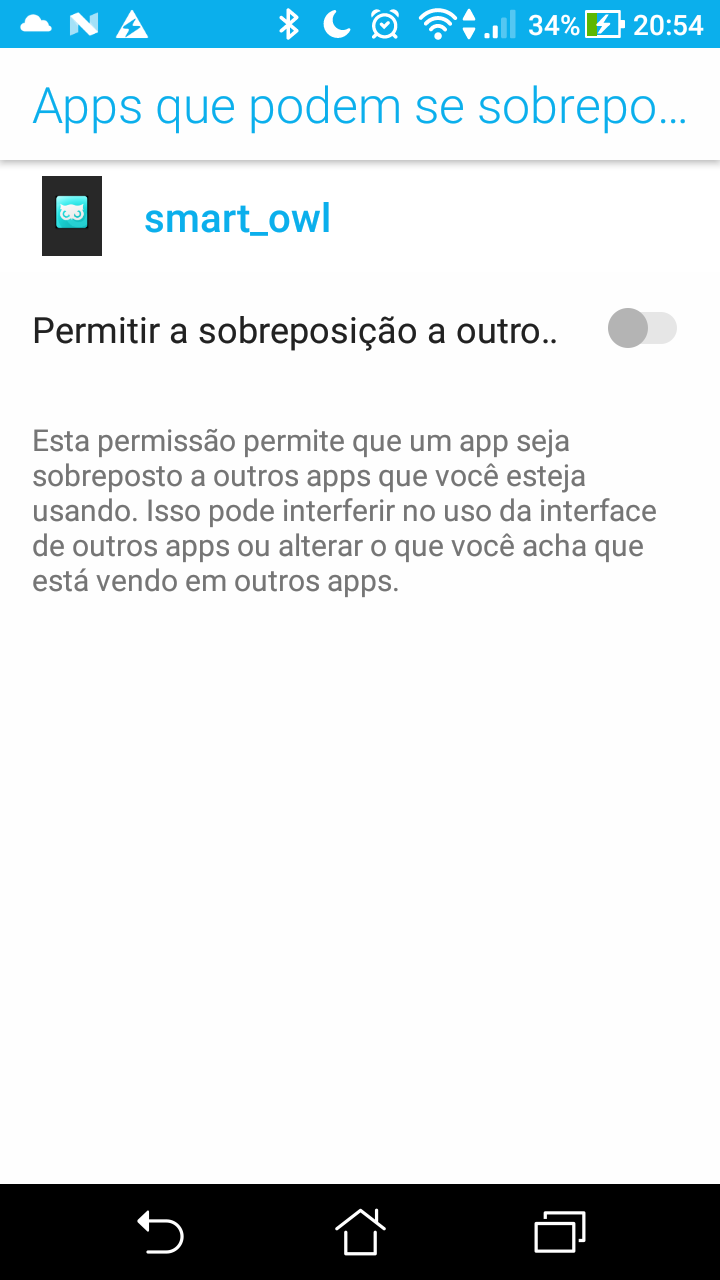 34% 20:54
Apps que podem se sobrepo...
smart_owl
Permitir a sobreposição a outro..
Esta permissão permite que um app seja
sobreposto a outros apps que você esteja
usando. Isso pode interferir no uso da interface
de outros apps ou alterar o que você acha que
está vendo em outros apps.